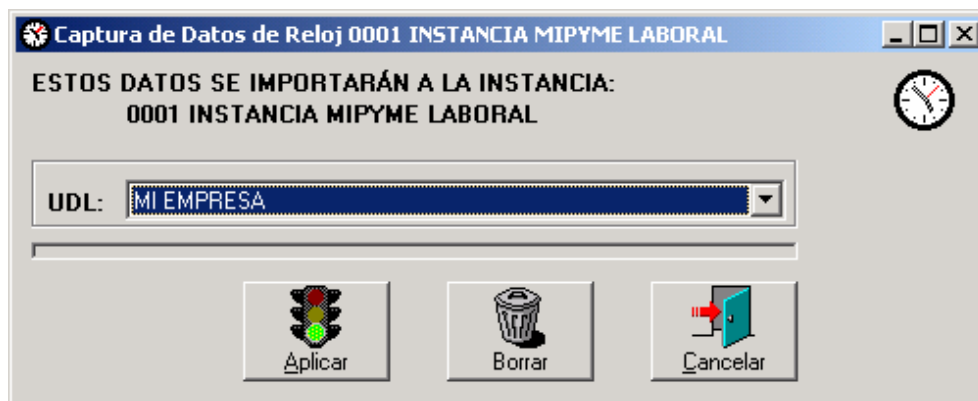 Captura de Datos de Reloj 0001 INSTANCIA MIPYME LABORAL
ESTOS DATOS SE IMPORTARÁN A LA INSTANCIA:
0001 INSTANCIA MIPYME LABORAL
UDL: MI EMPRESA
Aplicar Borrar Cancelar